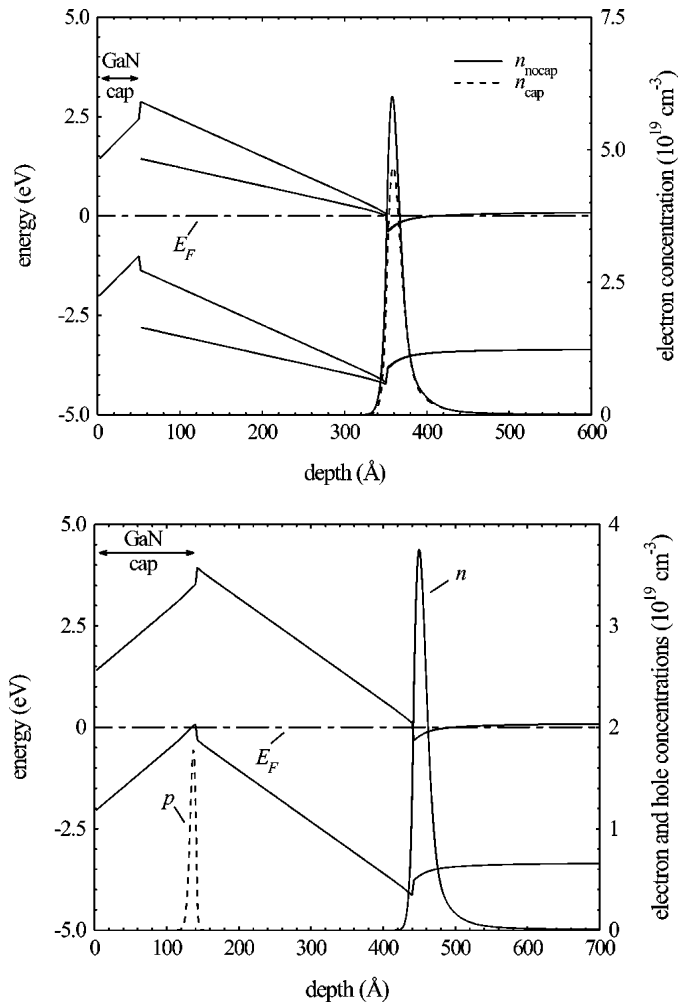 5.0
2.5
0
-2.5
-5.0
energy (eV)
GaN
cap
n_nocap
n_cap
E_F
7.5
5.0
2.5
0
electron concentration (10^19 cm^-3)
0
100
200
300
400
500
600
depth (Å)
5.0
2.5
0
-2.5
-5.0
energy (eV)
GaN
cap
n
E_F
p
4
3
2
1
0
electron and hole concentrations (10^19 cm^-3)
0
100
200
300
400
500
600
700
depth (Å)